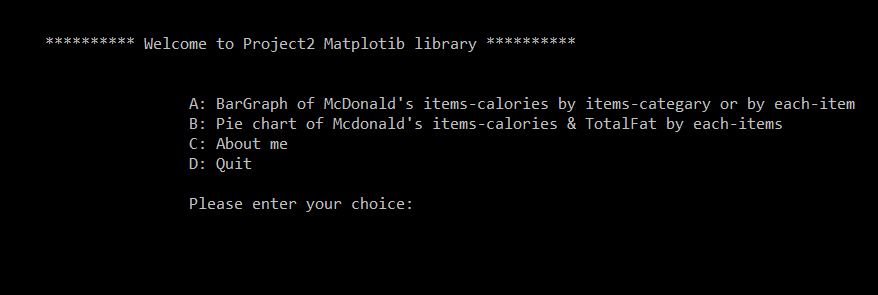 ********** Welcome to Project2 Matplotib library **********
A: BarGraph of McDonald's items-calories by items-categary or by each-item
B: Pie chart of Mcdonald's items-calories & TotalFat by each-items
C: About me
D: Quit
Please enter your choice: